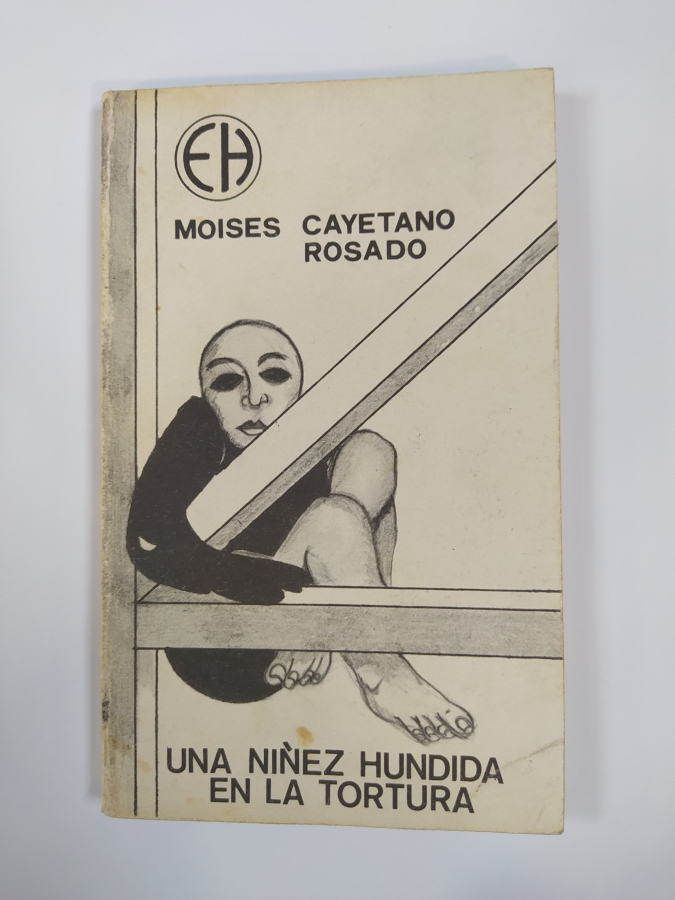 EH
MOISES CAYETANO
ROSADO
UNA NIÑEZ HUNDIDA
EN LA TORTURA